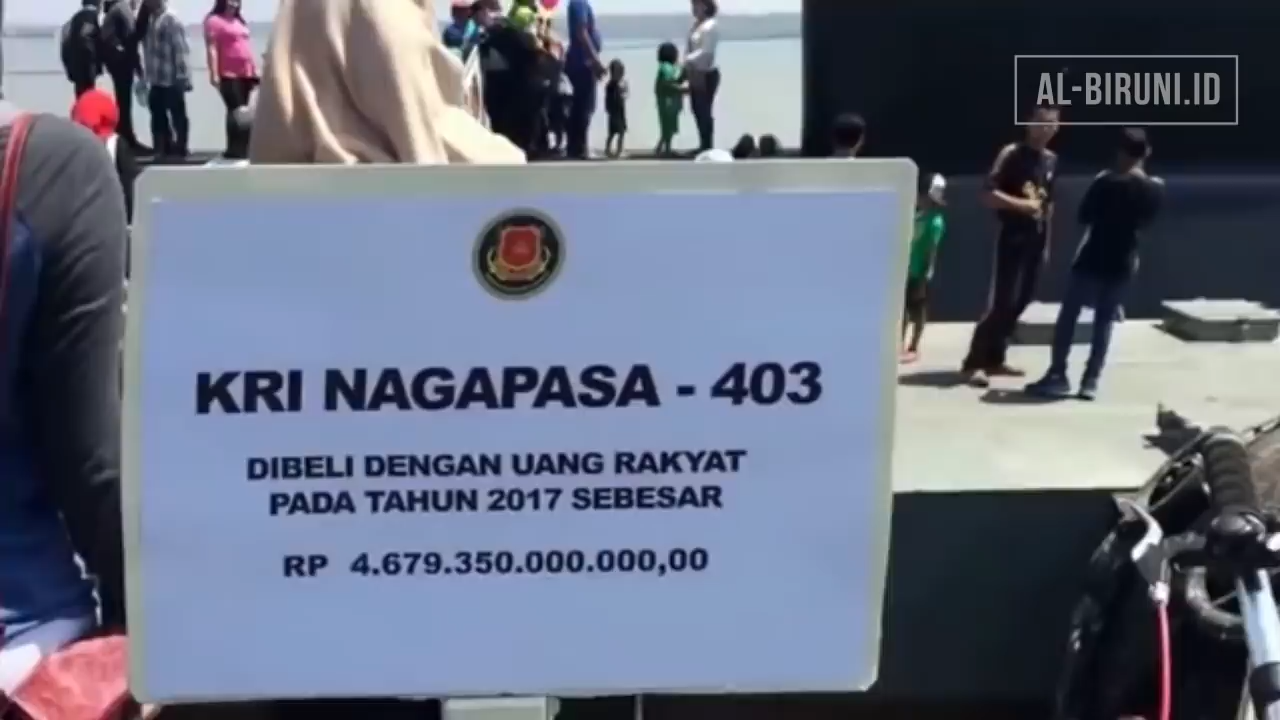 AL-BIRUNI.ID
KRI NAGAPASA - 403
DIBELI DENGAN UANG RAKYAT
PADA TAHUN 2017 SEBESAR
RP 4.679.350.000.000,00